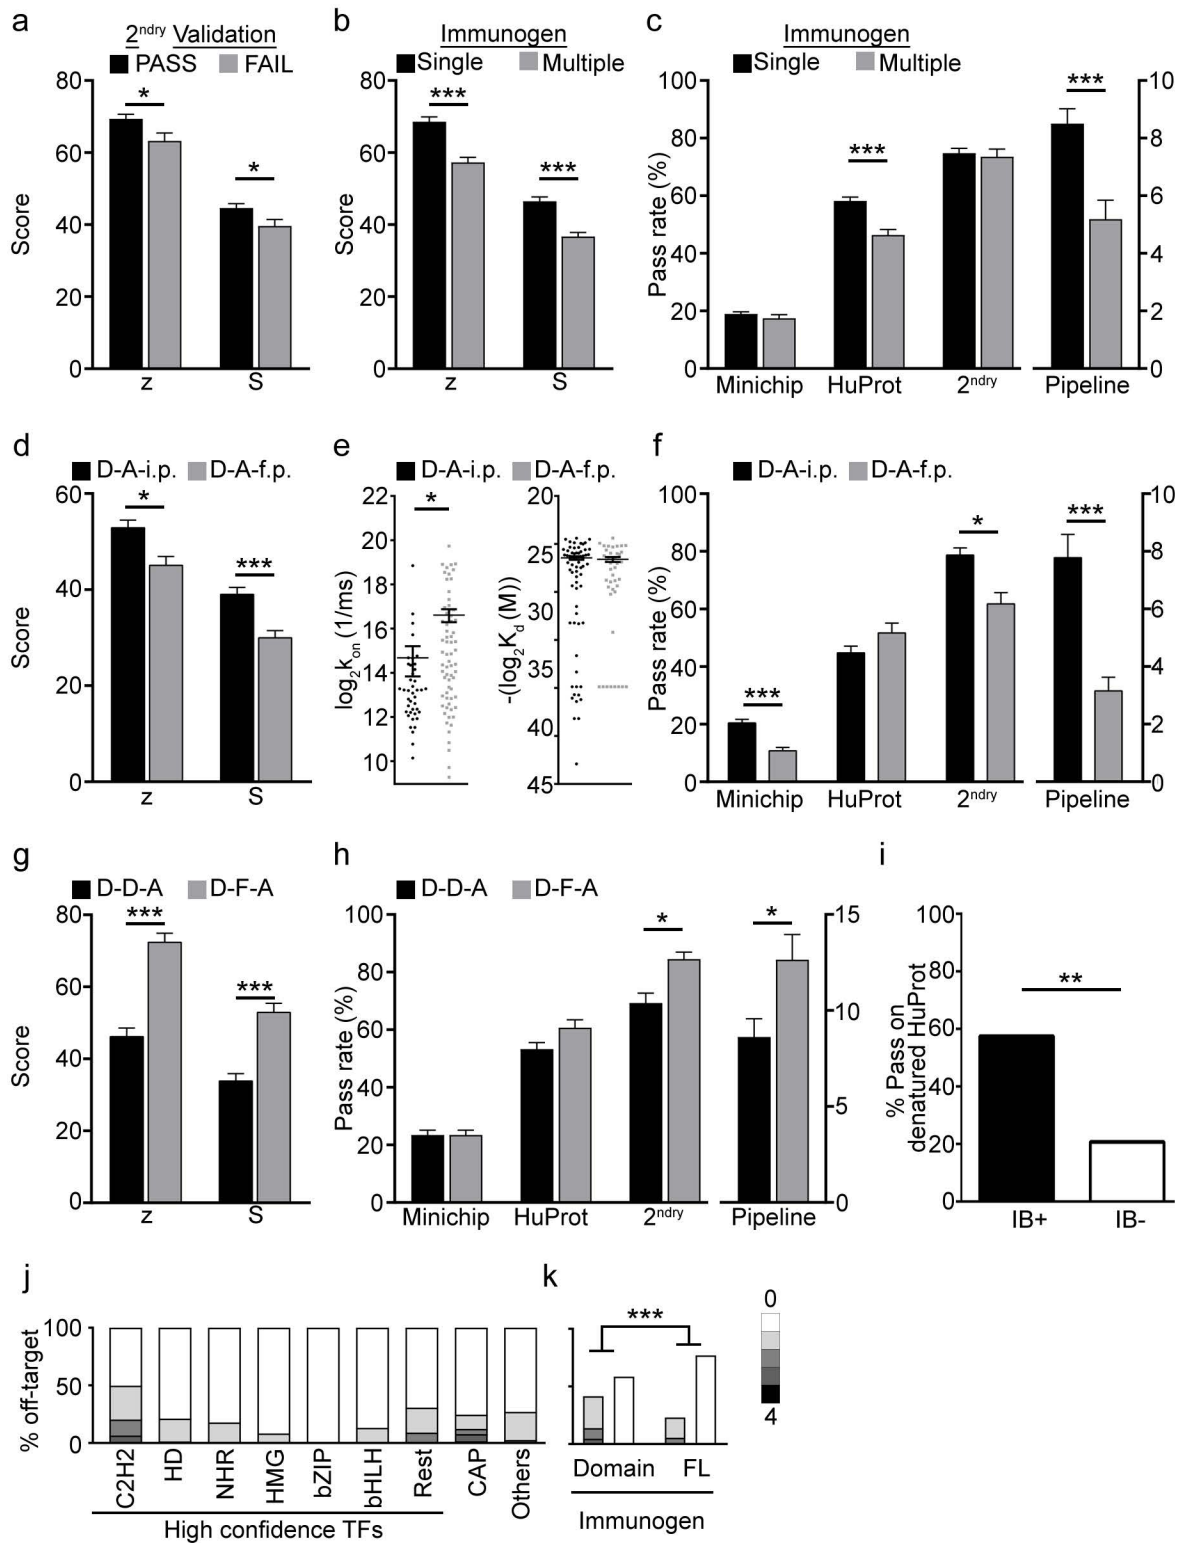 a
2ndry Validation
PASS FAIL
80
60
40
20
0
Score
*
*
z S
b
Immunogen
Single Multiple
80
60
40
20
0
Score
***
***
z S
c
Immunogen
Single Multiple
100
80
60
40
20
0
Pass rate (%)
***
***
10
8
6
4
2
0
Minichip HuProt 2ndry Pipeline
d
D-A-i.p. D-A-f.p.
60
40
20
0
Score
*
***
z S
e
D-A-i.p. D-A-f.p.
22
20
18
16
14
12
10
log2kon (1/ms)
*
20
25
30
35
40
45
-(log2Kd (M))
f
D-A-i.p. D-A-f.p.
100
80
60
40
20
0
Pass rate (%)
***
*
***
10
8
6
4
2
0
Minichip HuProt 2ndry Pipeline
g
D-D-A D-F-A
80
60
40
20
0
Score
***
***
z S
h
D-D-A D-F-A
100
80
60
40
20
0
Pass rate (%)
*
*
15
10
5
0
Minichip HuProt 2ndry Pipeline
i
100
80
60
40
20
0
% Pass on
denatured HuProt
**
IB+ IB-
j
100
50
0
% off-target
C2H2
HD
NHR
HMG
bZIP
bHLH
Rest
CAP
Others
High confidence TFs
k
***
Domain FL
Immunogen
0
4